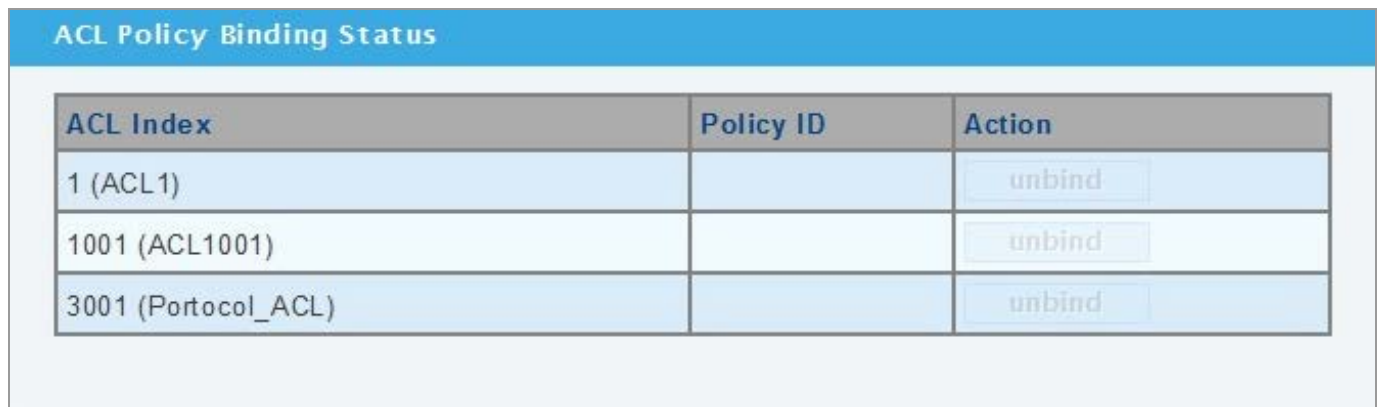 ACL Policy Binding Status
ACL Index Policy ID Action
1 (ACL1) unbind
1001 (ACL1001) unbind
3001 (Portocol_ACL) unbind